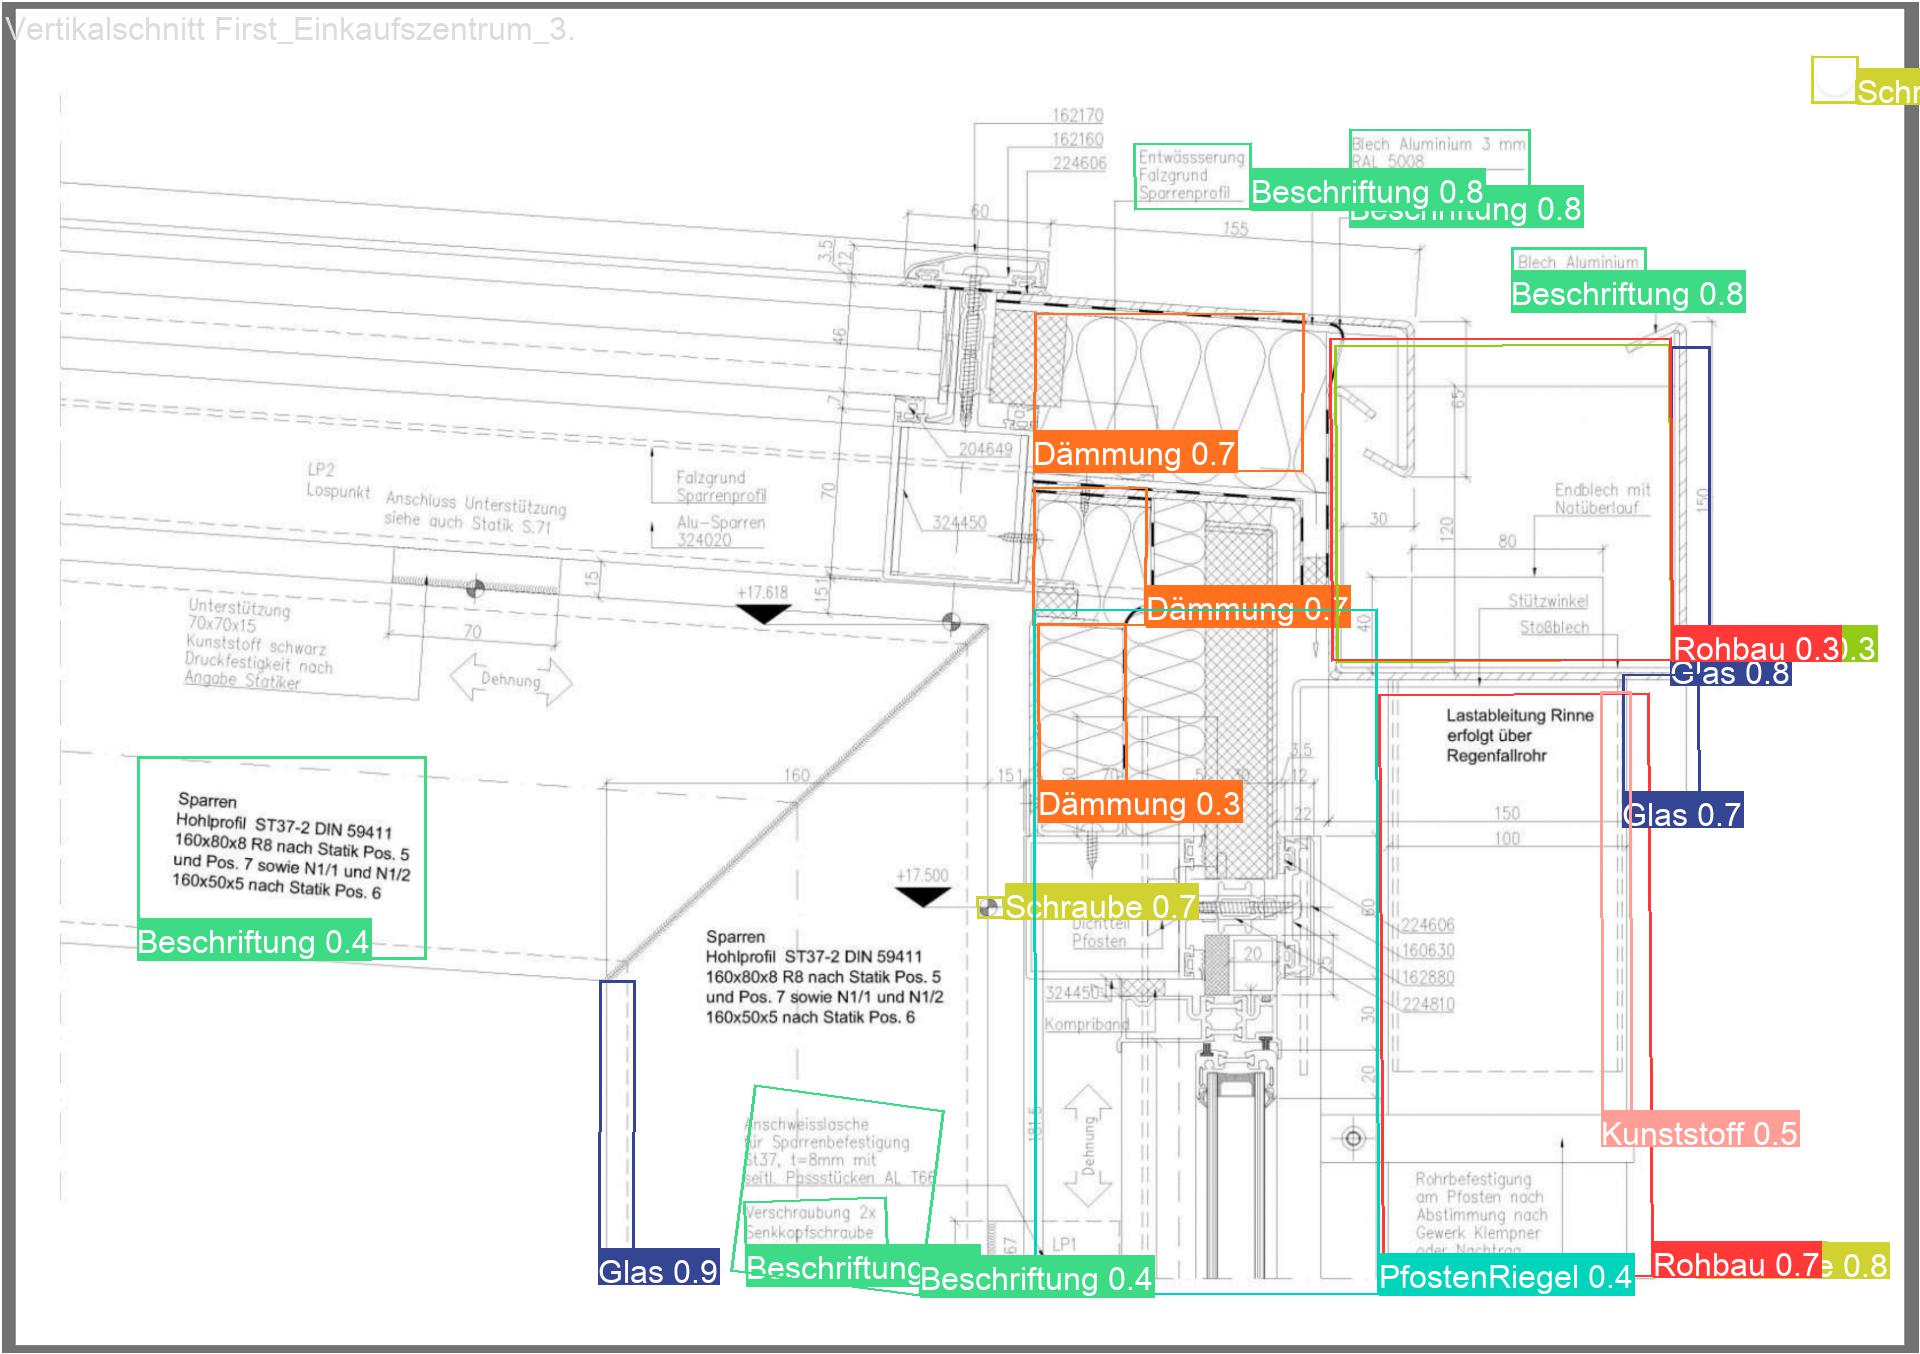 Vertikalschnitt First_Einkaufszentrum_3.
Schr
162170
162160
224606
Entwässserung
Falzgrund
Sparrenprofil
Beschriftung 0.8
Blech Aluminium 3 mm
RAL 5008
Beschriftung 0.8
60
155
3.5
12
Blech Aluminium
Beschriftung 0.8
46
7
65
Dämmung 0.7
204649
LP2
Lospunkt
Anschluss Unterstützung
siehe auch Statik S.71
Falzgrund
Sparrenprofil
Alu-Sparren
324020
70
324450
Endblech mit
Notüberlauf
150
30
120
80
15
151
+17.618
Dämmung 0.7
Stützwinkel
Stoßblech
40
Rohbau 0.3
0.3
Glas 0.8
Unterstützung
70x70x15
Kunststoff schwarz
Druckfestigkeit nach
Angabe Statiker
70
Dehnung
Lastableitung Rinne
erfolgt über
Regenfallrohr
160
151
70
3.5
12
22
150
100
Dämmung 0.3
Glas 0.7
Sparren
Hohlprofil ST37-2 DIN 59411
160x80x8 R8 nach Statik Pos. 5
und Pos. 7 sowie N1/1 und N1/2
160x50x5 nach Statik Pos. 6
Beschriftung 0.4
+17.500
Schraube 0.7
Dichtteil
Pfosten
80
20
25
224606
160630
162880
224810
Sparren
Hohlprofil ST37-2 DIN 59411
160x80x8 R8 nach Statik Pos. 5
und Pos. 7 sowie N1/1 und N1/2
160x50x5 nach Statik Pos. 6
324450
Kompriband
30
20
181.5
Dehnung
Kunststoff 0.5
Anschweisslasche
für Sparrenbefestigung
St37, t=8mm mit
seitl. Passstücken AL T66
Verschraubung 2x
Senkkopfschraube
67
LP1
Rohrbefestigung
am Pfosten nach
Abstimmung nach
Gewerk Klempner
oder Nachtrag
Glas 0.9
Beschriftung
Beschriftung 0.4
PfostenRiegel 0.4
Rohbau 0.7
e 0.8